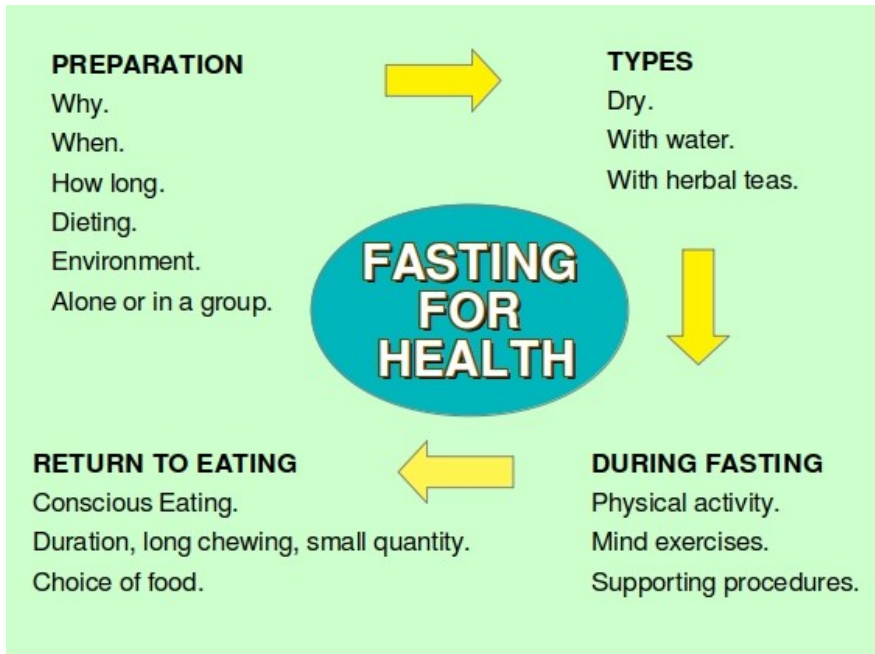 PREPARATION
Why.
When.
How long.
Dieting.
Environment.
Alone or in a group.
TYPES
Dry.
With water.
With herbal teas.
FASTING
FOR
HEALTH
DURING FASTING
Physical activity.
Mind exercises.
Supporting procedures.
RETURN TO EATING
Conscious Eating.
Duration, long chewing, small quantity.
Choice of food.